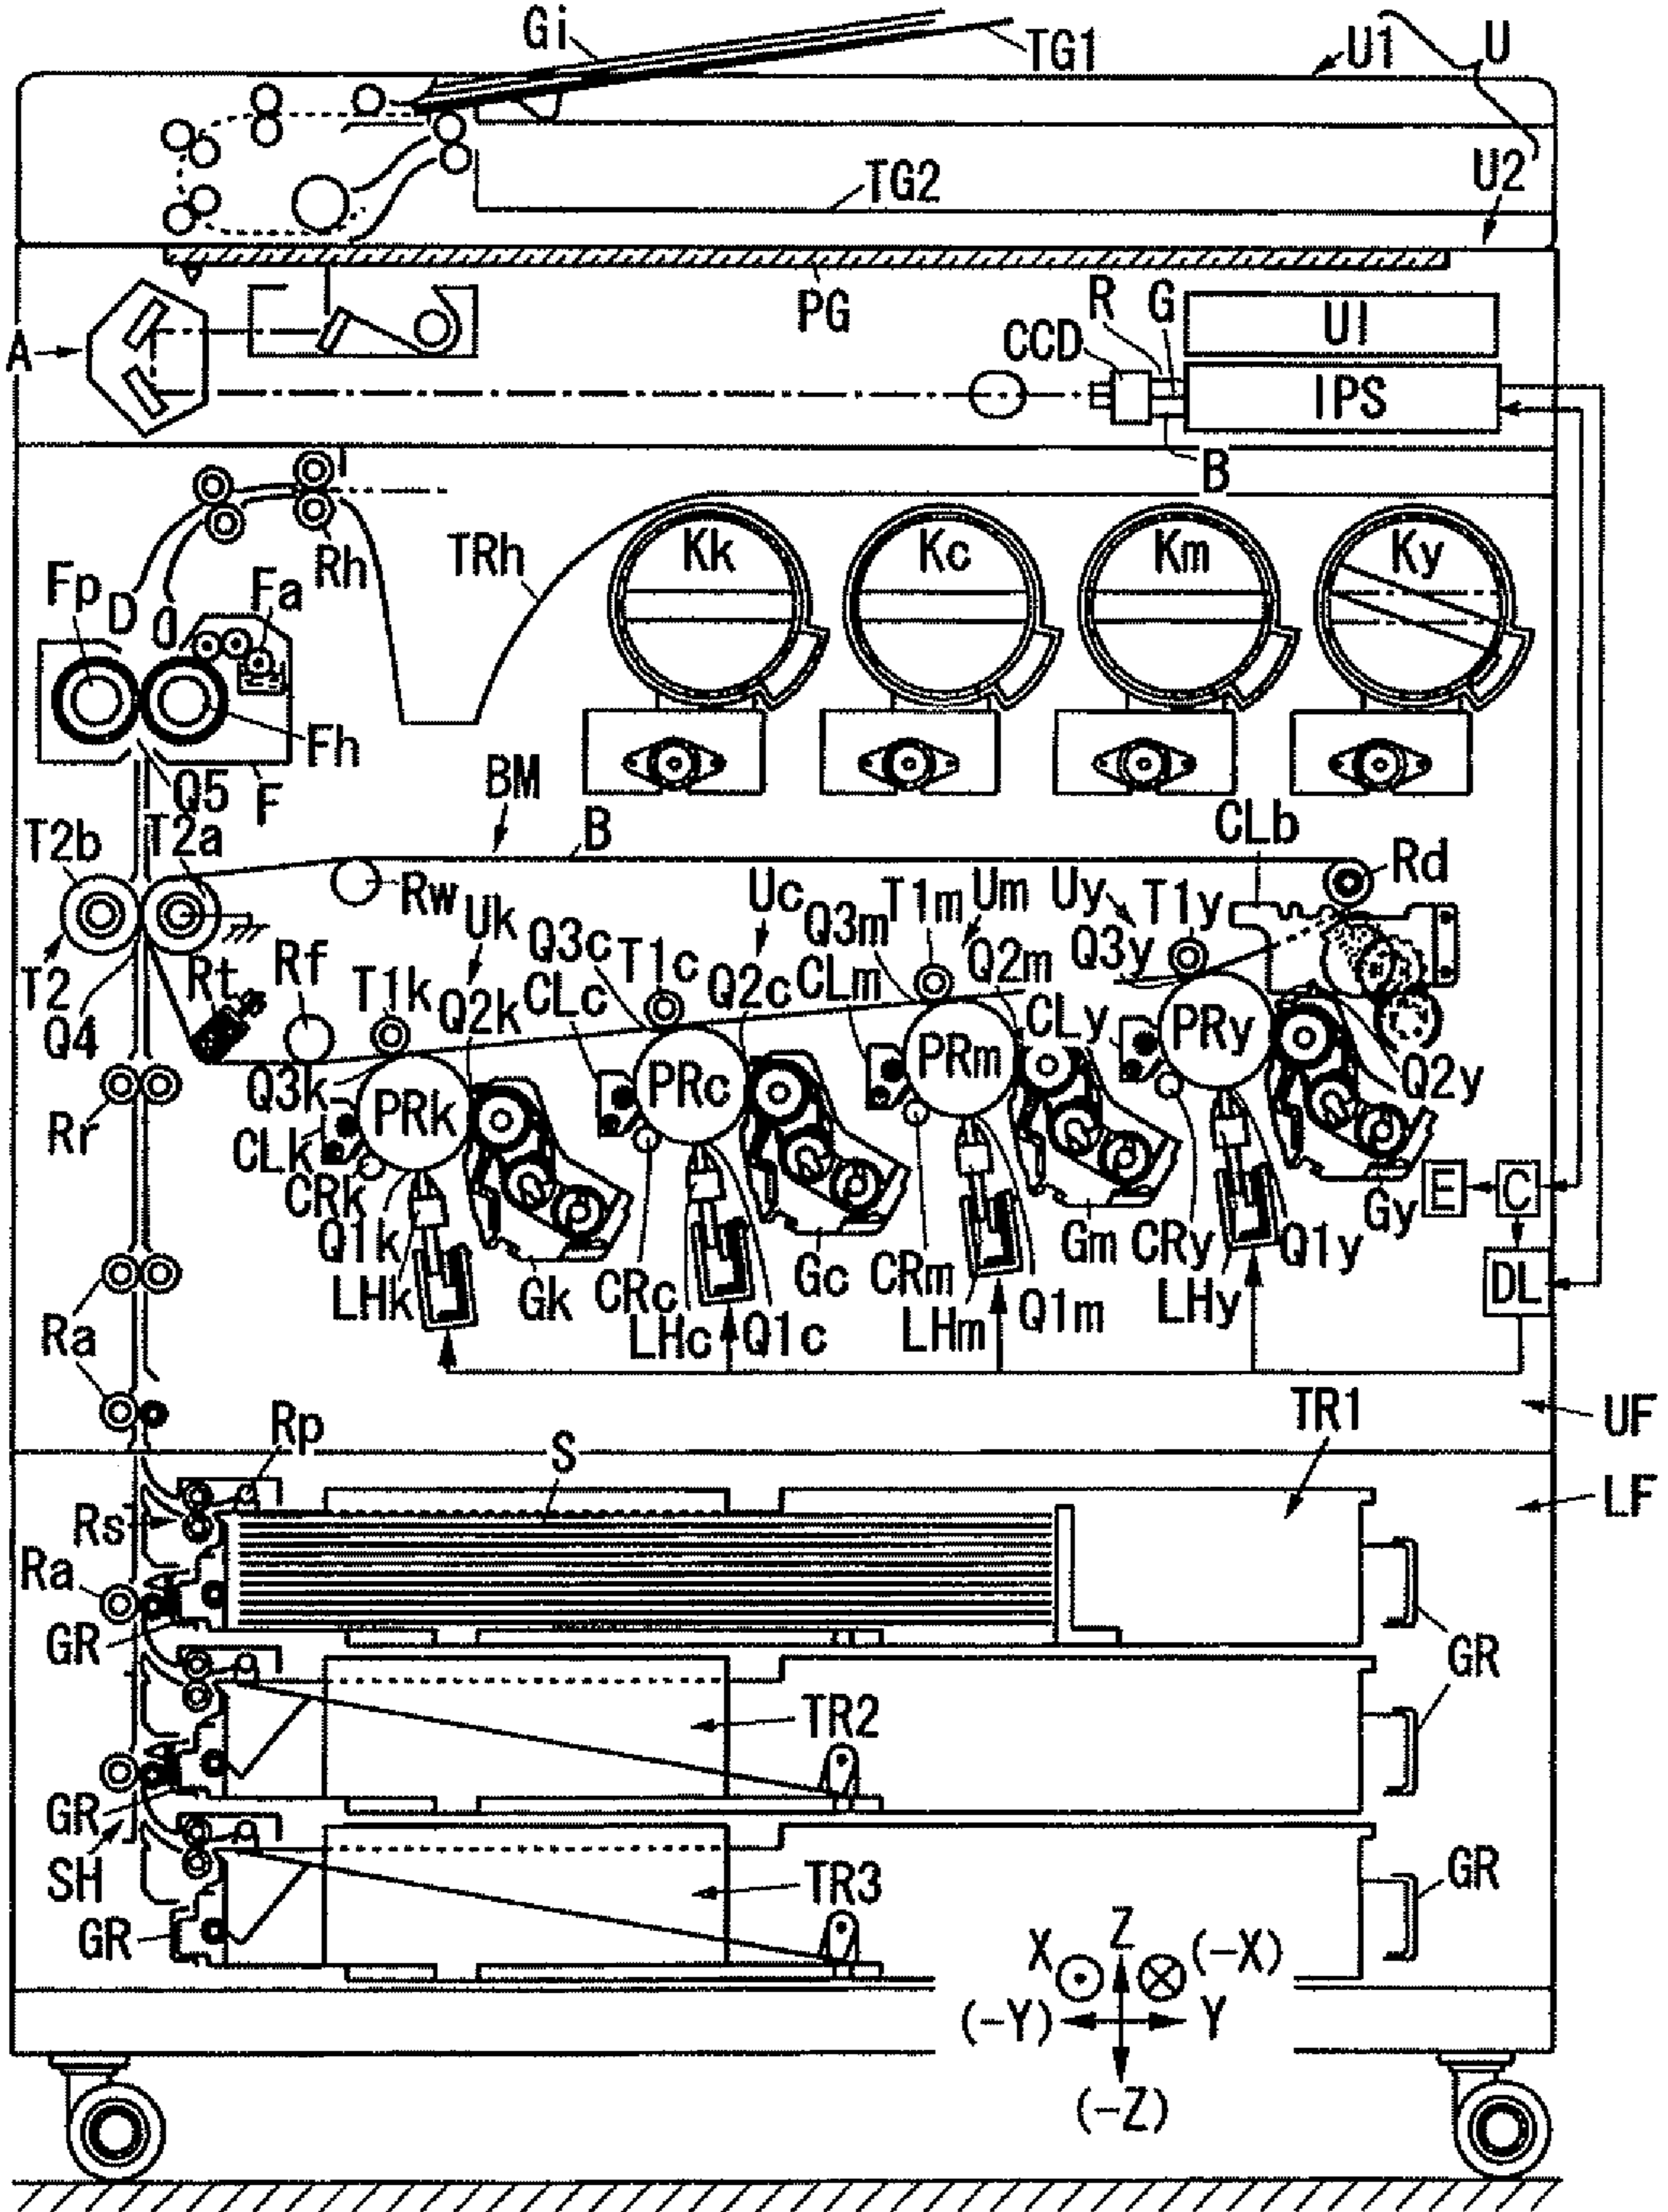 Gi
TG1
U1
U
TG2
U2
PG
R
G
UI
A
CCD
IPS
B
Rh
TRh
Kk
Kc
Km
Ky
Fp
D
Fa
Fh
Q5
F
BM
B
CLb
T2b
T2a
Rd
Rw
Uk
Q3c
T1c
Uc
Q3m
T1m
Um
Uy
T1y
Q3y
T2
Q4
Rt
Rf
T1k
Q2k
CLc
Q2c
CLm
Q2m
CLy
Q2y
PRk
PRc
PRm
PRy
Rr
Q3k
CLk
CRk
Q1k
LHk
Gk
CRc
LHc
Q1c
Gc
CRm
LHm
Q1m
Gm
CRy
LHy
Q1y
Gy
E
C
DL
Ra
TR1
UF
Rp
S
LF
Rs
Ra
GR
GR
TR2
GR
SH
TR3
GR
GR
X
Z
(-X)
(-Y)
Y
(-Z)